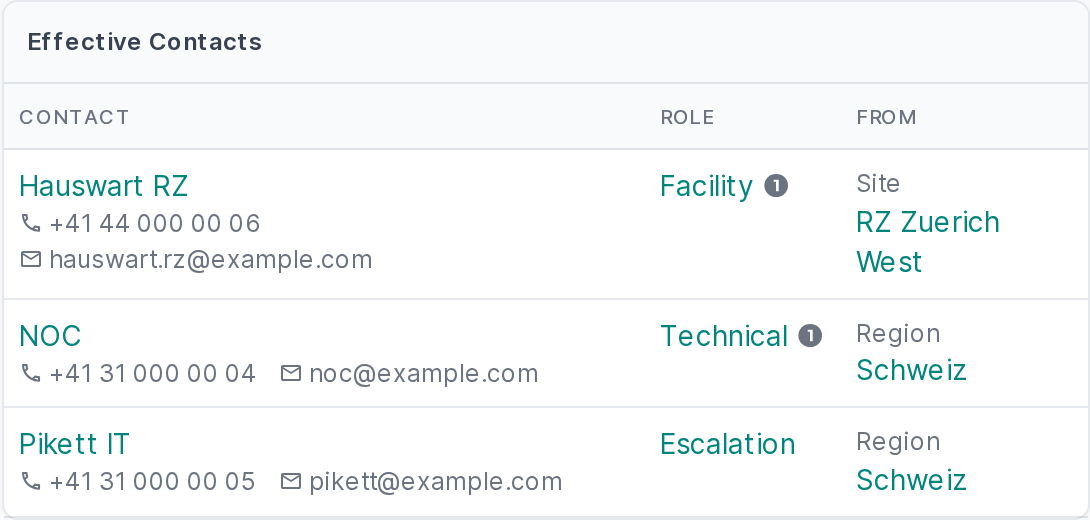 Effective Contacts
CONTACT ROLE FROM
Hauswart RZ Facility 1 Site
+41 44 000 00 06 RZ Zuerich
hauswart.rz@example.com West
NOC Technical 1 Region
+41 31 000 00 04 noc@example.com Schweiz
Pikett IT Escalation Region
+41 31 000 00 05 pikett@example.com Schweiz